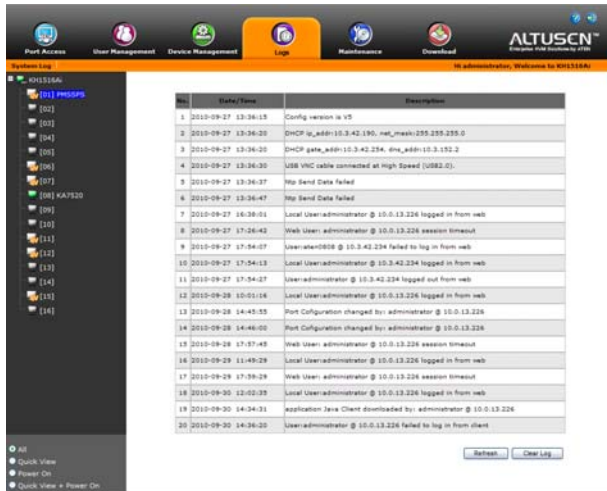 ALTUSCN™
Enterprise KVM Solutions by ATEN
Port Access
User Management
Device Management
Logs
Maintenance
Download
System Log
Hi administrator, Welcome to KH1516Ai
KH1516Ai
[01] PMSSPS
[02]
[03]
[04]
[05]
[06]
[07]
[08] KA7520
[09]
[10]
[11]
[12]
[13]
[14]
[15]
[16]
All
Quick View
Power On
Quick View + Power On
No. Date/Time Description
1 2010-09-27 13:36:15 Config version is V5
2 2010-09-27 13:36:20 DHCP ip_addr:10.3.42.190, net_mask:255.255.255.0
3 2010-09-27 13:36:20 DHCP gate_addr:10.3.42.254, dns_addr:10.3.152.2
4 2010-09-27 13:36:30 USB VNC cable connected at High Speed (USB2.0).
5 2010-09-27 13:36:37 Ntp Send Data failed
6 2010-09-27 13:36:47 Ntp Send Data failed
7 2010-09-27 16:38:01 Local User:administrator @ 10.0.13.226 logged in from web
8 2010-09-27 17:26:42 Web User: administrator @ 10.0.13.226 session timeout
9 2010-09-27 17:54:07 User:aten0808 @ 10.3.42.234 failed to log in from web
10 2010-09-27 17:54:13 Local User:administrator @ 10.3.42.234 logged in from web
11 2010-09-27 17:54:27 User:administrator @ 10.3.42.234 logged out from web
12 2010-09-28 10:01:16 Local User:administrator @ 10.0.13.226 logged in from web
13 2010-09-28 14:45:55 Port Cofiguration changed by: administrator @ 10.0.13.226
14 2010-09-28 14:46:00 Port Cofiguration changed by: administrator @ 10.0.13.226
15 2010-09-28 17:57:45 Web User: administrator @ 10.0.13.226 session timeout
16 2010-09-29 11:49:29 Local User:administrator @ 10.0.13.226 logged in from web
17 2010-09-29 17:59:29 Web User: administrator @ 10.0.13.226 session timeout
18 2010-09-30 12:02:35 Local User:administrator @ 10.0.13.226 logged in from web
19 2010-09-30 14:34:31 application Java Client downloaded by: administrator @ 10.0.13.226
20 2010-09-30 14:36:20 User:administrator @ 10.0.13.226 failed to log in from client
Refresh Clear Log